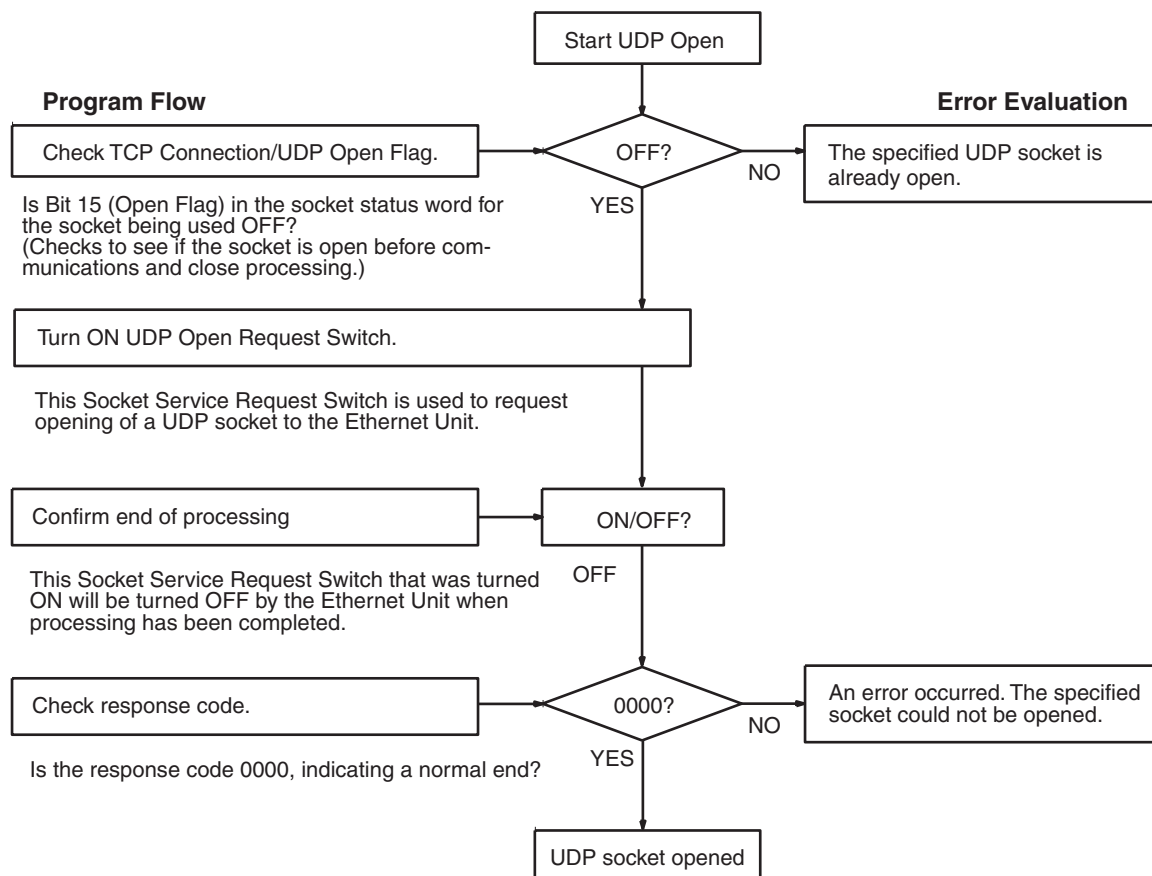 Start UDP Open
Program Flow
Error Evaluation
Check TCP Connection/UDP Open Flag.
OFF?
NO
The specified UDP socket is
already open.
YES
Is Bit 15 (Open Flag) in the socket status word for
the socket being used OFF?
(Checks to see if the socket is open before com-
munications and close processing.)
Turn ON UDP Open Request Switch.
This Socket Service Request Switch is used to request
opening of a UDP socket to the Ethernet Unit.
Confirm end of processing
ON/OFF?
OFF
This Socket Service Request Switch that was turned
ON will be turned OFF by the Ethernet Unit when
processing has been completed.
Check response code.
0000?
NO
An error occurred. The specified
socket could not be opened.
YES
Is the response code 0000, indicating a normal end?
UDP socket opened